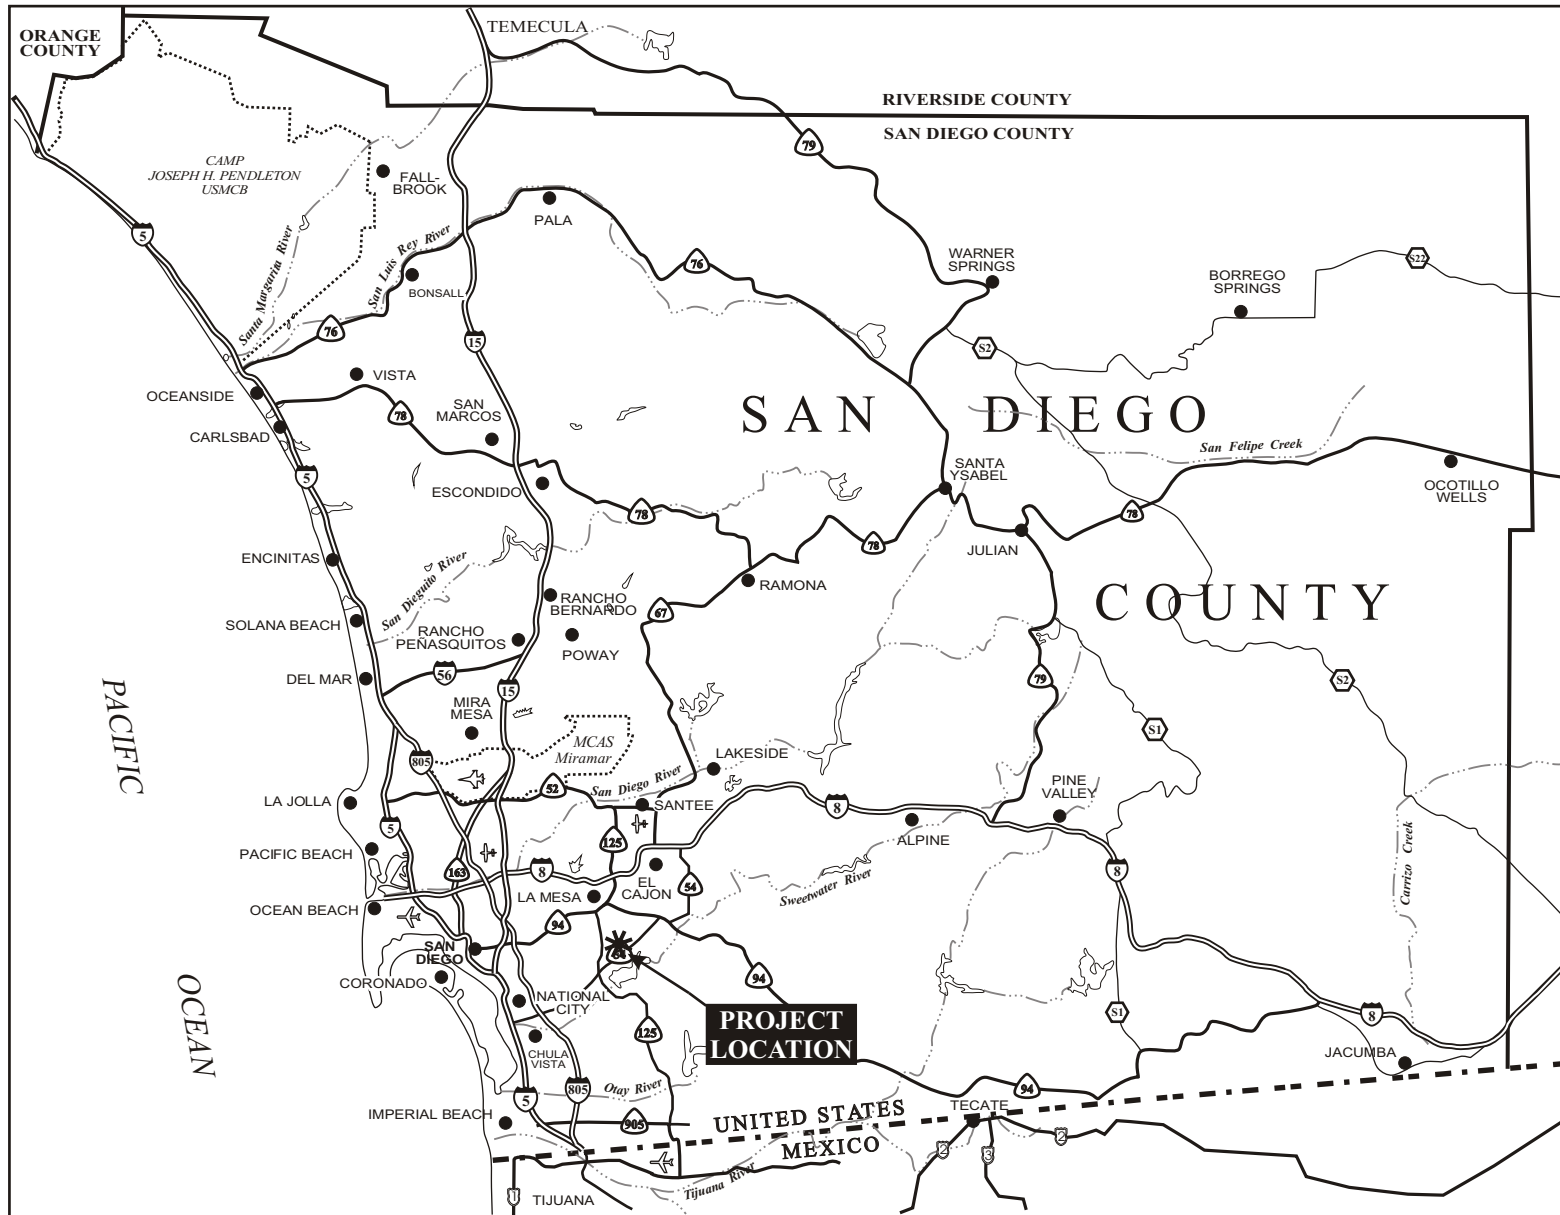 TEMECULA
ORANGE
COUNTY
RIVERSIDE COUNTY
SAN DIEGO COUNTY
79
CAMP
JOSEPH H. PENDLETON
USMCB
FALL-
BROOK
PALA
5
Santa Margarita River
San Luis Rey River
76
WARNER
SPRINGS
S22
BORREGO
SPRINGS
BONSALL
76
15
S2
VISTA
OCEANSIDE
SAN
MARCOS
78
SAN DIEGO
CARLSBAD
San Felipe Creek
5
ESCONDIDO
SANTA
YSABEL
OCOTILLO
WELLS
78
78
78
JULIAN
ENCINITAS
San Dieguito River
RAMONA
RANCHO
BERNARDO
67
COUNTY
SOLANA BEACH
RANCHO
PEÑASQUITOS
POWAY
56
DEL MAR
15
79
S2
PACIFIC
MIRA
MESA
S1
MCAS
Miramar
805
LAKESIDE
San Diego River
52
PINE
VALLEY
LA JOLLA
SANTEE
8
5
ALPINE
125
PACIFIC BEACH
Carrizo Creek
163
8
EL
CAJON
54
8
LA MESA
Sweetwater River
OCEAN BEACH
94
SAN
DIEGO
54
94
CORONADO
OCEAN
NATIONAL
CITY
PROJECT
LOCATION
S1
8
125
CHULA
VISTA
JACUMBA
Otay River
805
5
94
IMPERIAL BEACH
905
UNITED STATES
TECATE
MEXICO
2
3
2
Tijuana River
1
TIJUANA